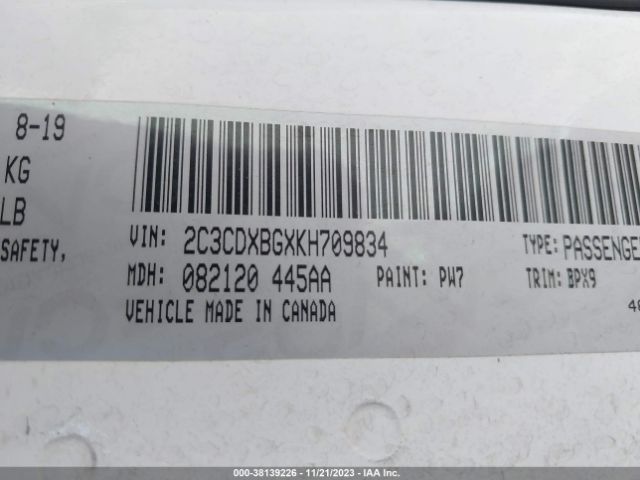 8-19
KG
LB
SAFETY,
VIN: 2C3CDXBGXKH709834
TYPE: PASSENGE
MDH: 082120 445AA
PAINT: PW7
TRIM: BPX9
VEHICLE MADE IN CANADA
48
000-38139226 - 11/21/2023 - IAA Inc.